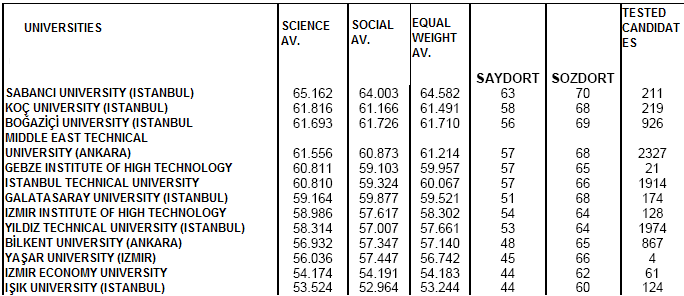 UNIVERSITIES SCIENCE AV. SOCIAL AV. EQUAL WEIGHT AV. SAYDORT SOZDORT TESTED CANDIDATES
SABANCI UNIVERSITY (ISTANBUL) 65.162 64.003 64.582 63 70 211
KOÇ UNIVERSITY (ISTANBUL) 61.816 61.166 61.491 58 68 219
BOĞAZİÇİ UNIVERSITY (ISTANBUL 61.693 61.726 61.710 56 69 926
MIDDLE EAST TECHNICAL
UNIVERSITY (ANKARA) 61.556 60.873 61.214 57 68 2327
GEBZE INSTITUTE OF HIGH TECHNOLOGY 60.811 59.103 59.957 57 65 21
ISTANBUL TECHNICAL UNIVERSITY 60.810 59.324 60.067 57 66 1914
GALATASARAY UNIVERSITY (ISTANBUL) 59.164 59.877 59.521 51 68 174
IZMIR INSTITUTE OF HIGH TECHNOLOGY 58.986 57.617 58.302 54 64 128
YILDIZ TECHNICAL UNIVERSITY (ISTANBUL) 58.314 57.007 57.661 53 64 1974
BİLKENT UNIVERSITY (ANKARA) 56.932 57.347 57.140 48 65 867
YAŞAR UNIVERSITY (IZMIR) 56.036 57.447 56.742 45 66 4
IZMIR ECONOMY UNIVERSITY 54.174 54.191 54.183 44 62 61
IŞIK UNIVERSITY (ISTANBUL) 53.524 52.964 53.244 44 60 124